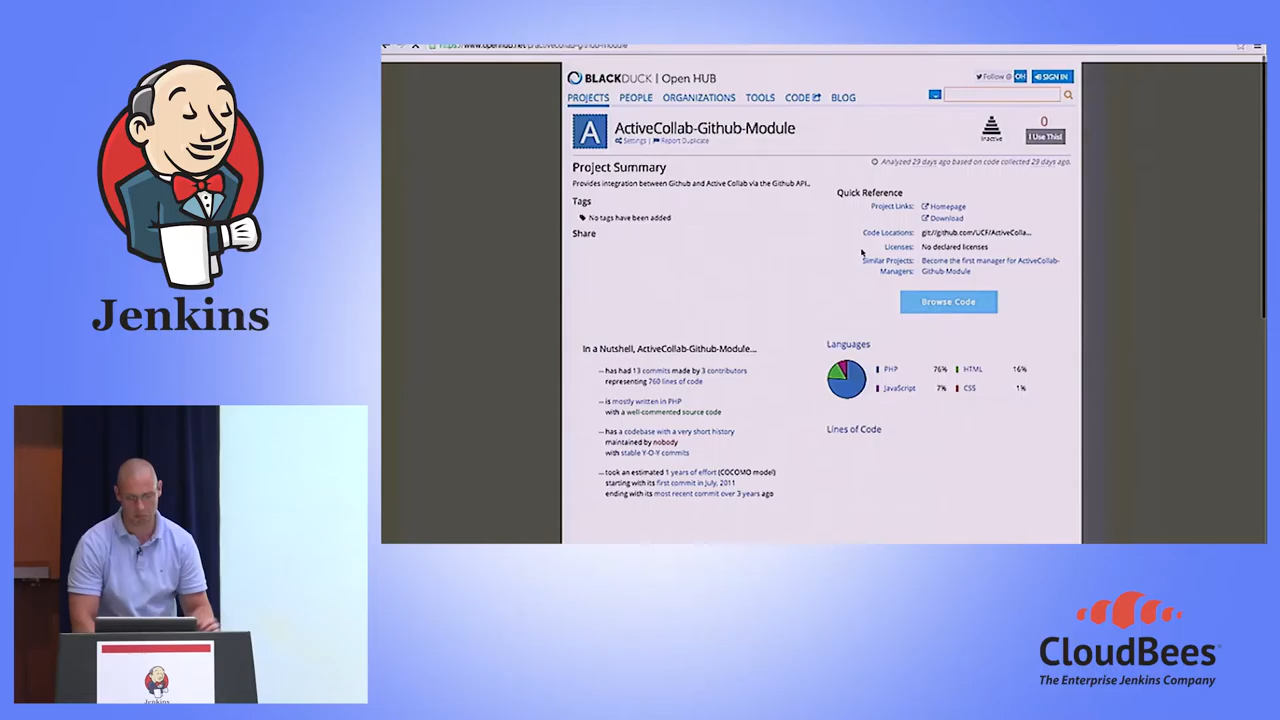 Jenkins
BLACKDUCK | Open HUB
Follow @ OH
SIGN IN
PROJECTS PEOPLE ORGANIZATIONS TOOLS CODE BLOG
A
ActiveCollab-Github-Module
Settings | Report Duplicate
Inactive
0
I Use This!
Analyzed 29 days ago based on code collected 29 days ago.
Project Summary
Provides integration between Github and Active Collab via the Github API..
Tags
No tags have been added
Share
Quick Reference
Project Links: Homepage
Download
Code Locations: git://github.com/UCF/ActiveColla...
Licenses: No declared licenses
Similar Projects: Become the first manager for ActiveCollab-
Managers: Github-Module
Browse Code
In a Nutshell, ActiveCollab-Github-Module...
... has had 13 commits made by 3 contributors
representing 760 lines of code
... is mostly written in PHP
with a well-commented source code
... has a codebase with a very short history
maintained by nobody
with stable Y-O-Y commits
... took an estimated 1 years of effort (COCOMO model)
starting with its first commit in July, 2011
ending with its most recent commit over 3 years ago
Languages
PHP 76% HTML 16%
JavaScript 7% CSS 1%
Lines of Code
Jenkins
CloudBees
The Enterprise Jenkins Company